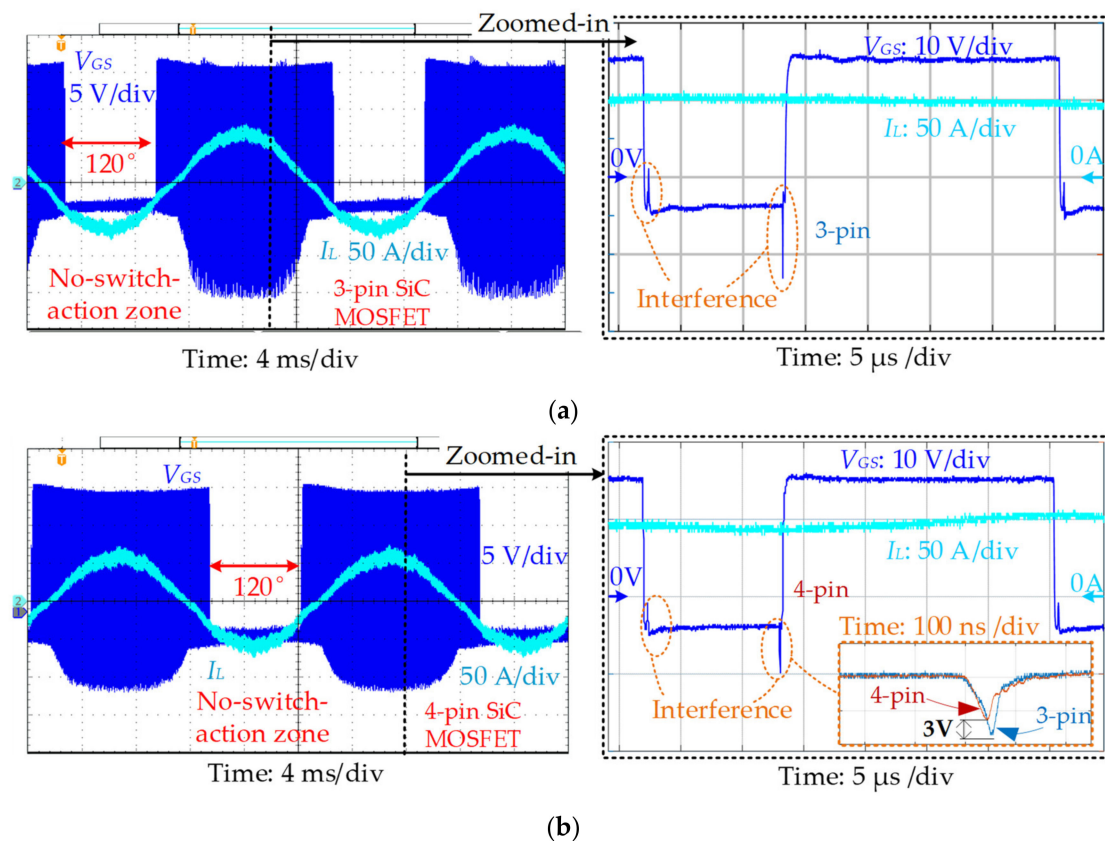 Zoomed-in
T
T
VGS
5 V/div
120°
2
IL 50 A/div
No-switch-
action zone
3-pin SiC
MOSFET
Time: 4 ms/div
VGS: 10 V/div
IL: 50 A/div
0V
0A
3-pin
Interference
Time: 5 μs /div
(a)
Zoomed-in
T
T
VGS
5 V/div
120°
2
1
IL
50 A/div
No-switch-
action zone
4-pin SiC
MOSFET
Time: 4 ms/div
VGS: 10 V/div
IL: 50 A/div
0V
0A
4-pin
Time: 100 ns /div
4-pin
3V
3-pin
Interference
Time: 5 μs /div
(b)